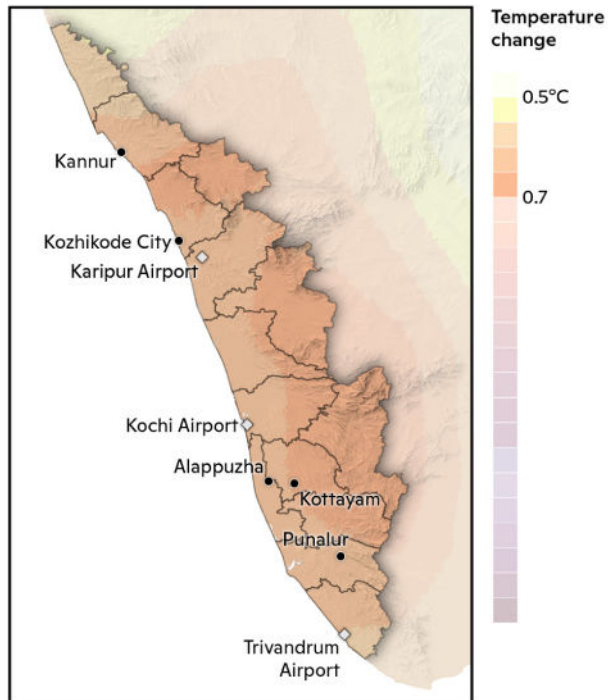 Temperature
change
0.5°C
0.7
Kannur
Kozhikode City
Karipur Airport
Kochi Airport
Alappuzha
Kottayam
Punalur
Trivandrum
Airport